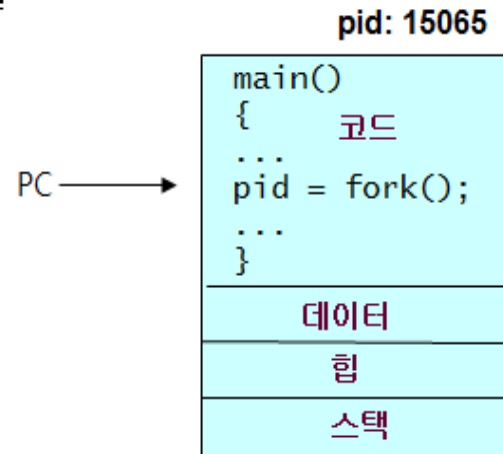 pid: 15065
main()
{ 코드
...
PC pid = fork();
...
}
데이터
힙
스택